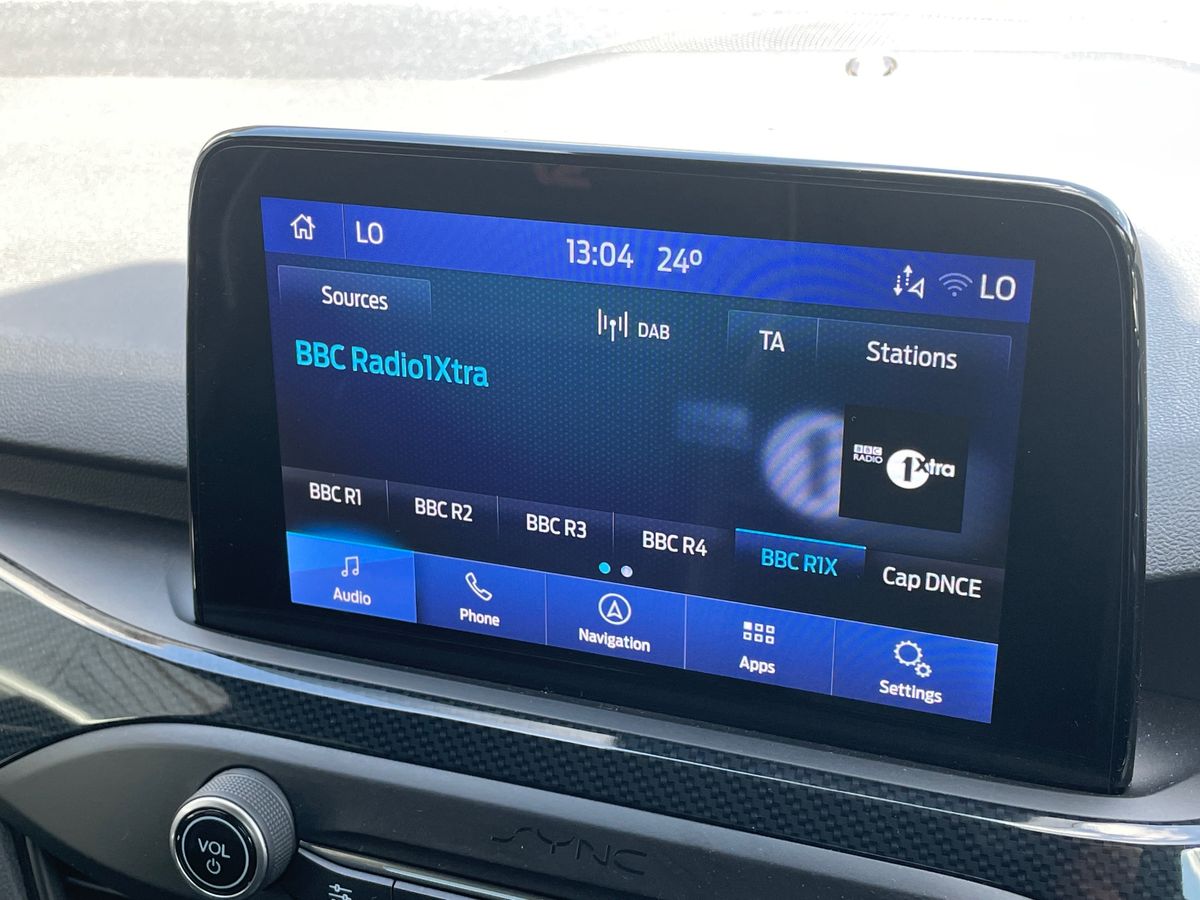 LO
13:04 24º
LO
Sources
DAB
TA
Stations
BBC Radio1Xtra
BBC
RADIO
1Xtra
BBC R1
BBC R2
BBC R3
BBC R4
BBC R1X
Cap DNCE
Audio
Phone
Navigation
Apps
Settings
VOL
SYNC